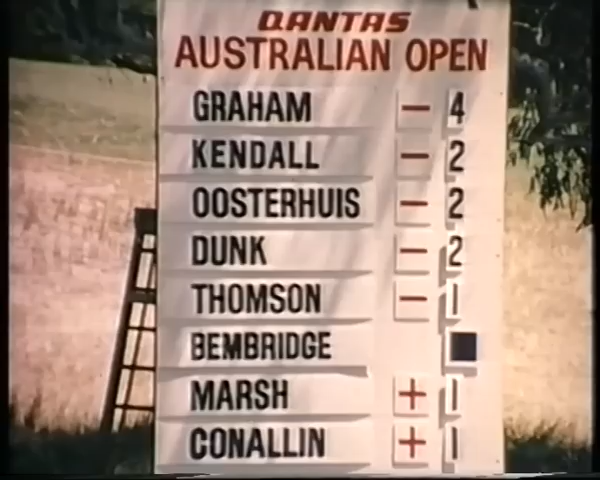 QANTAS
AUSTRALIAN OPEN
GRAHAM - 4
KENDALL - 2
OOSTERHUIS - 2
DUNK - 2
THOMSON - 1
BEMBRIDGE
MARSH + 1
CONALLIN + 1